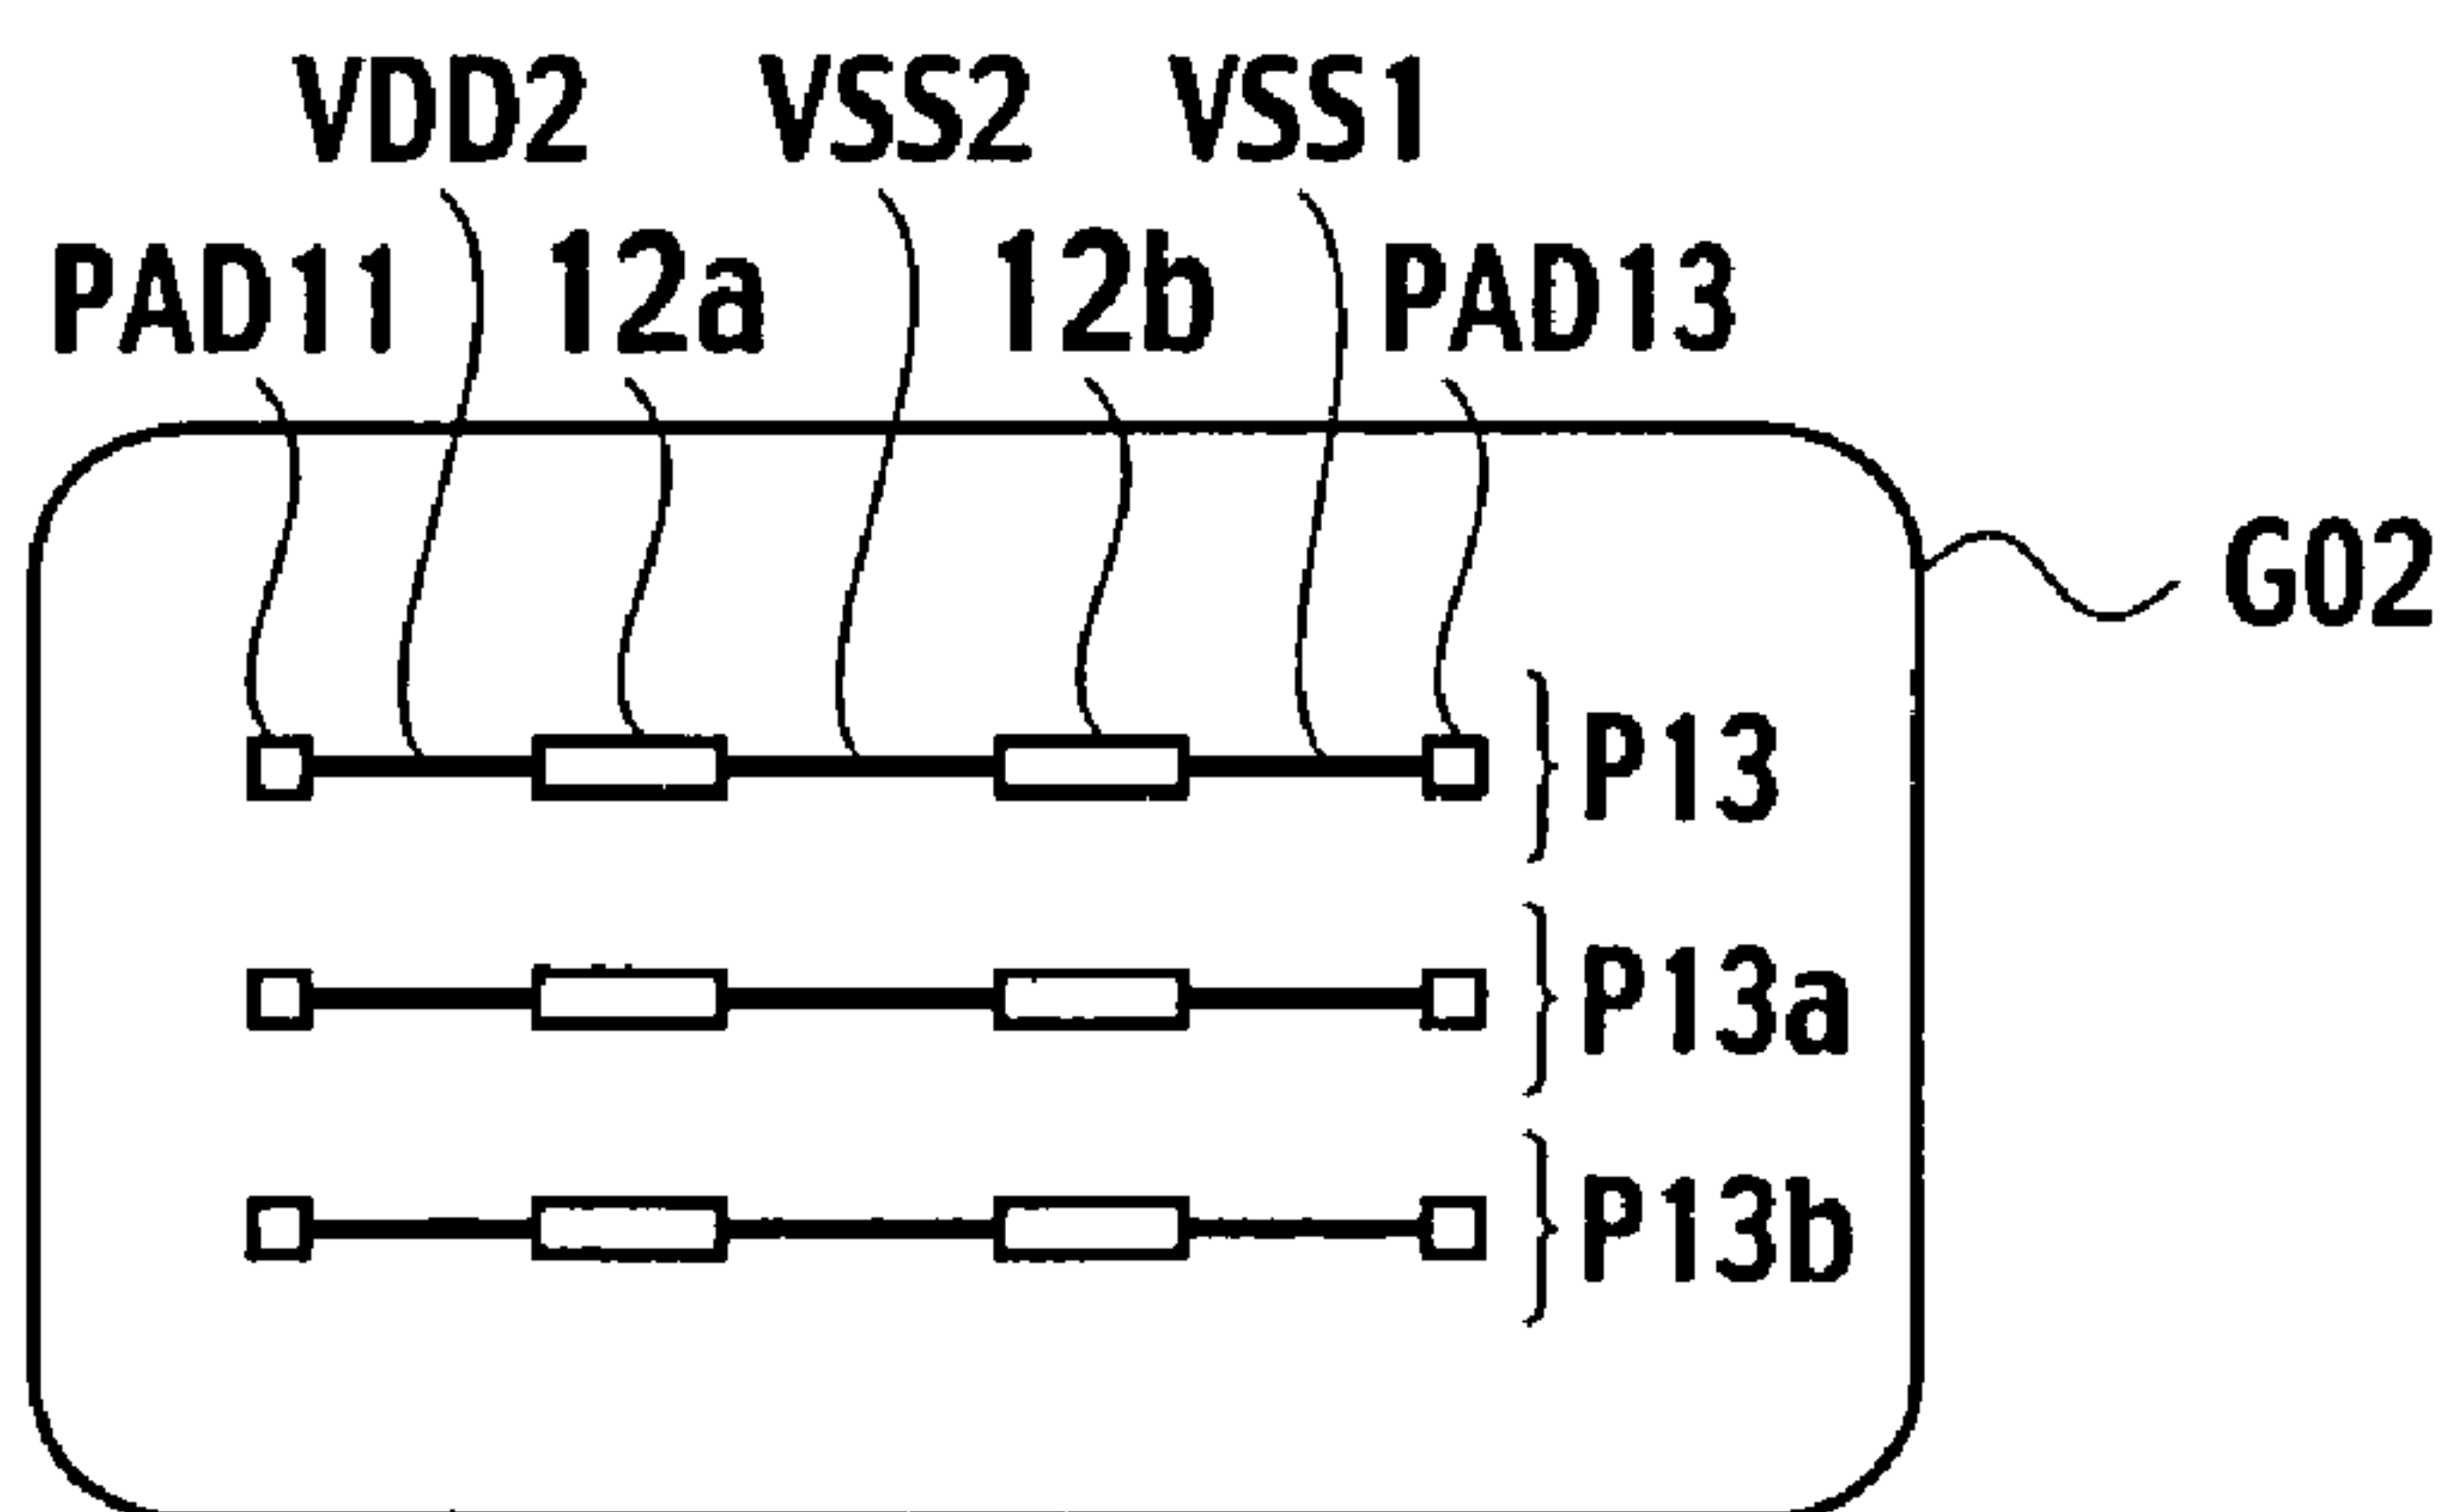 VDD2 VSS2 VSS1
PAD11 12a 12b PAD13
G02
P13
P13a
P13b